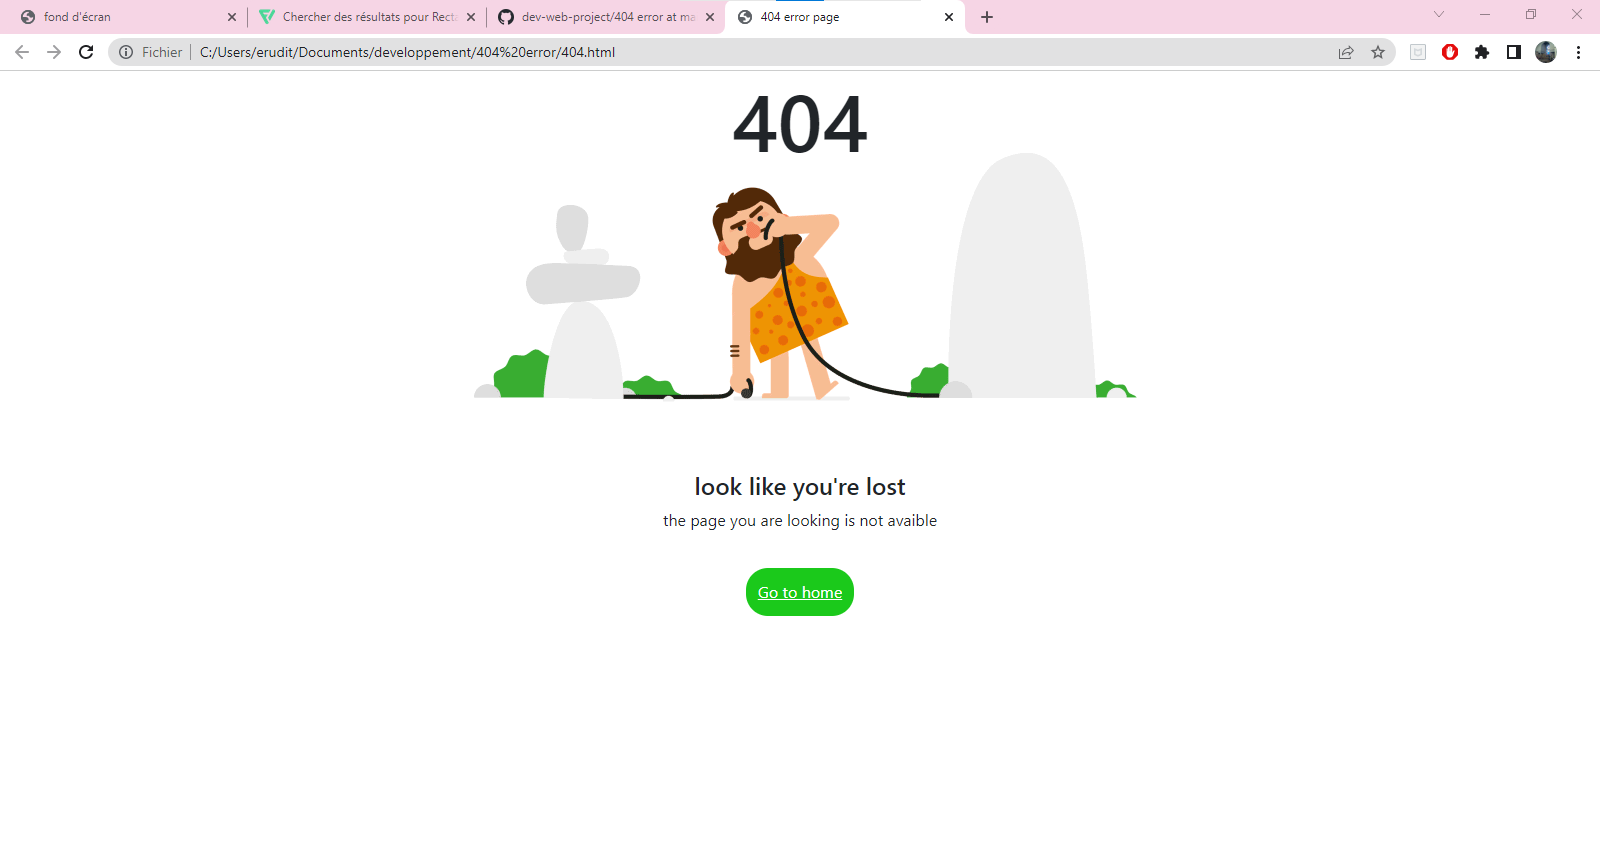 fond d'écran
Chercher des résultats pour Recta
dev-web-project/404 error at ma
404 error page
Fichier
C:/Users/erudit/Documents/developpement/404%20error/404.html
404
look like you're lost
the page you are looking is not avaible
Go to home